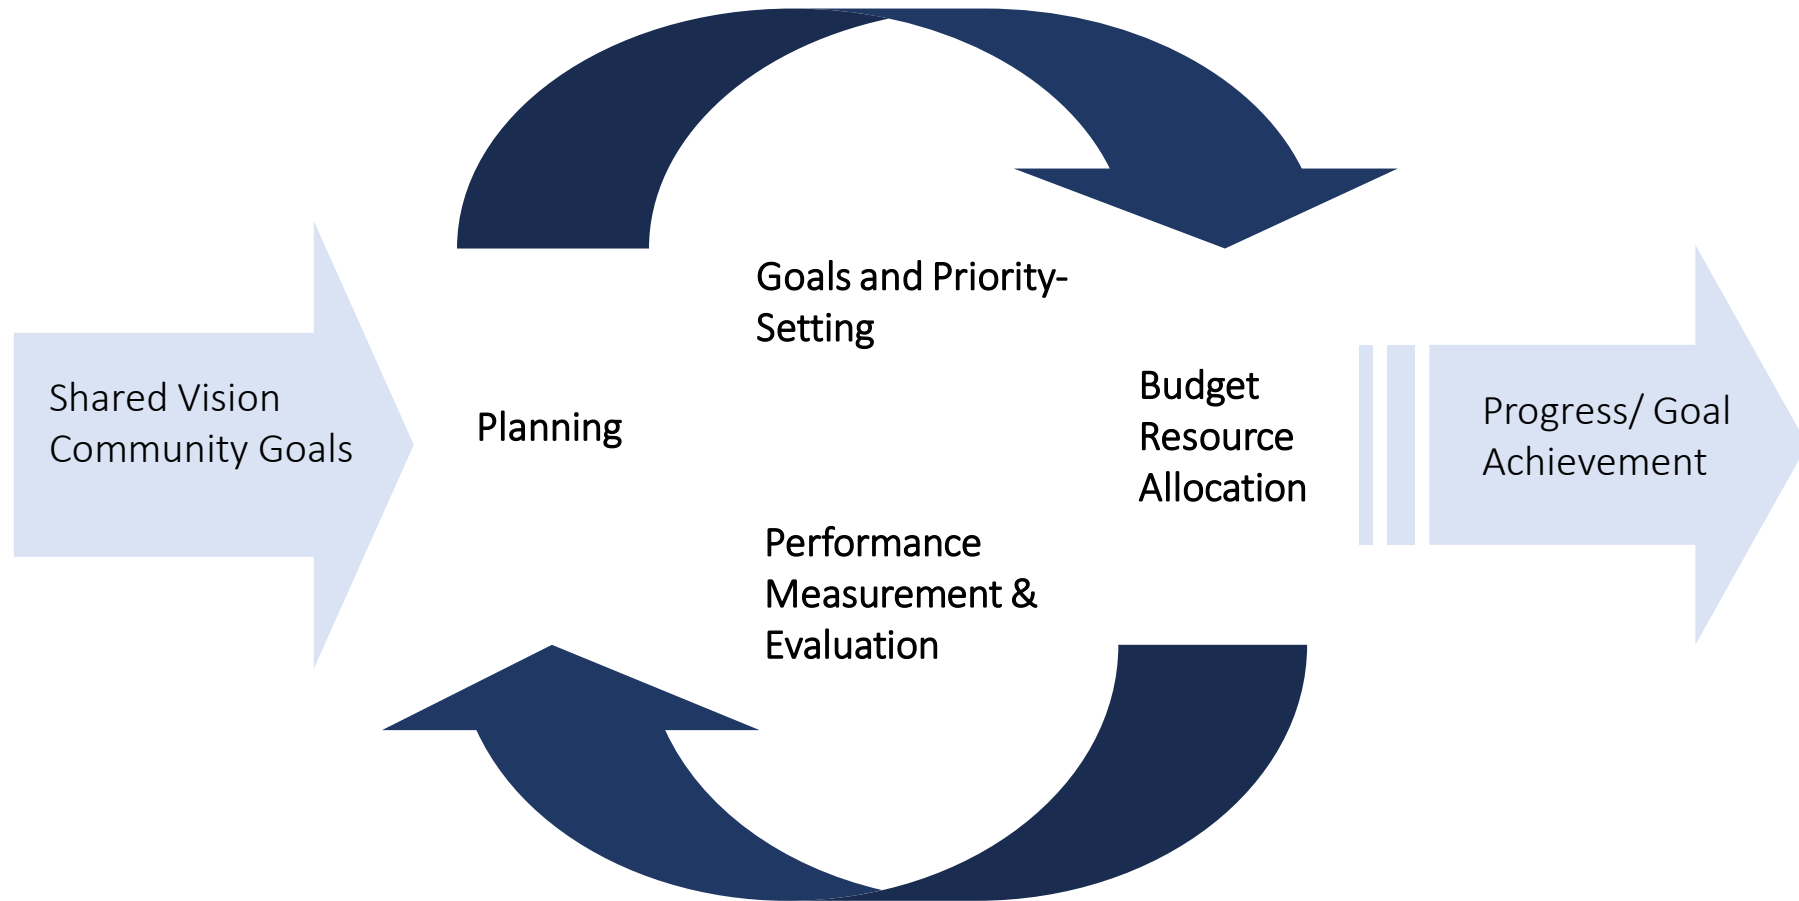 Shared Vision
Community Goals
Planning
Goals and Priority-
Setting
Budget
Resource
Allocation
Performance
Measurement &
Evaluation
Progress/ Goal
Achievement